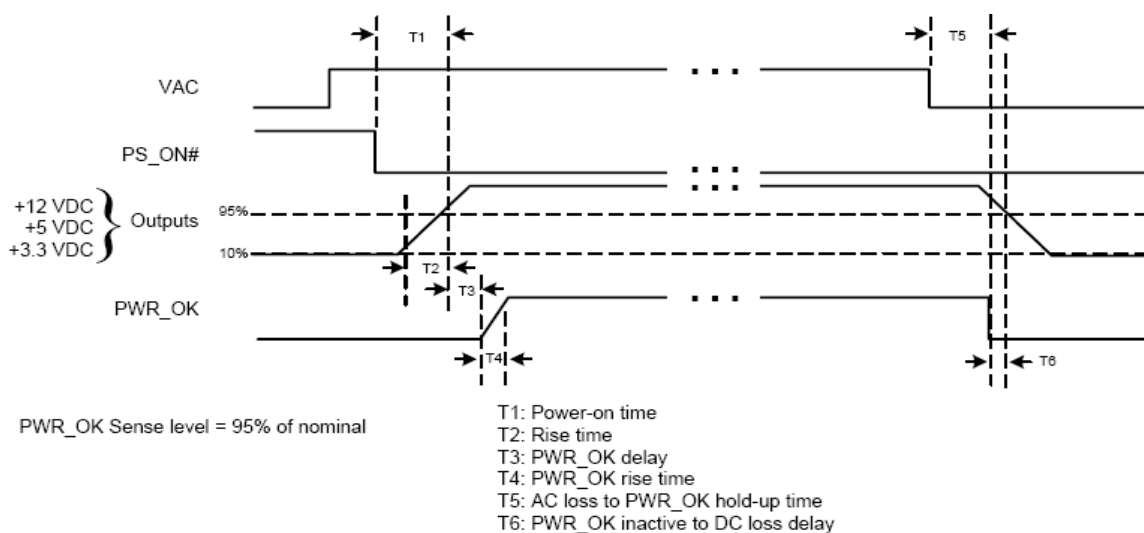 T1
T5
VAC
PS_ON#
+12 VDC
+5 VDC
+3.3 VDC
Outputs
95%
10%
T2
T3
PWR_OK
T4
T6
PWR_OK Sense level = 95% of nominal
T1: Power-on time
T2: Rise time
T3: PWR_OK delay
T4: PWR_OK rise time
T5: AC loss to PWR_OK hold-up time
T6: PWR_OK inactive to DC loss delay